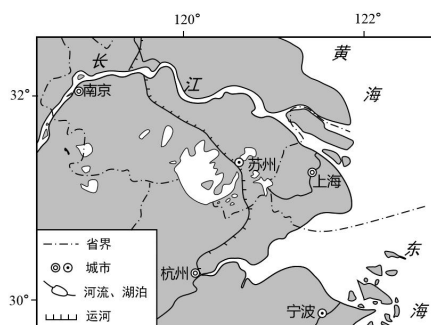 120° 122°
黄
海
长
江
32°
南京
苏州
上海
东
海
杭州
30°
宁波
省界
城市
河流、湖泊
运河